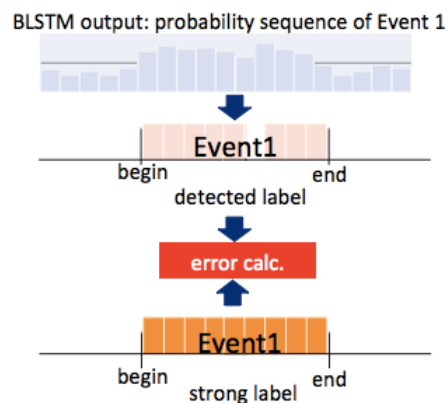 BLSTM output: probability sequence of Event 1
Event1
begin
end
detected label
error calc.
Event1
begin
end
strong label